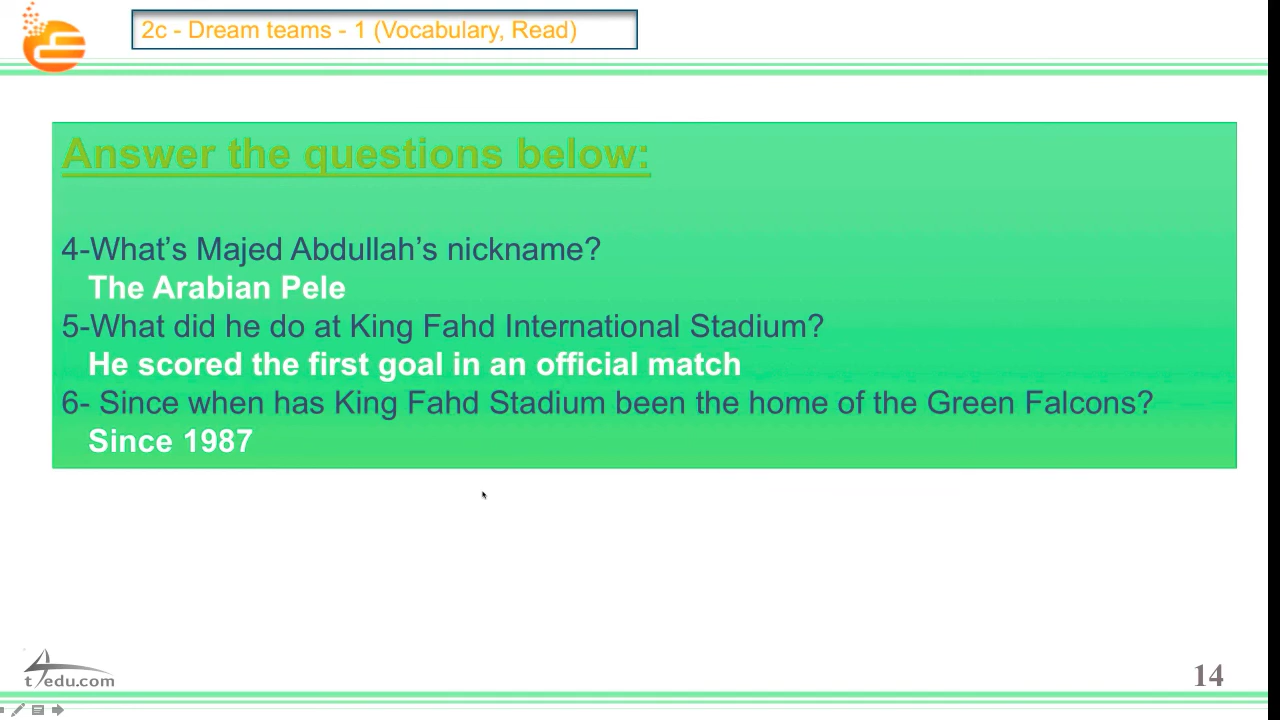 2c - Dream teams - 1 (Vocabulary, Read)
Answer the questions below:
4-What’s Majed Abdullah’s nickname?
The Arabian Pele
5-What did he do at King Fahd International Stadium?
He scored the first goal in an official match
6- Since when has King Fahd Stadium been the home of the Green Falcons?
Since 1987
t4edu.com
14